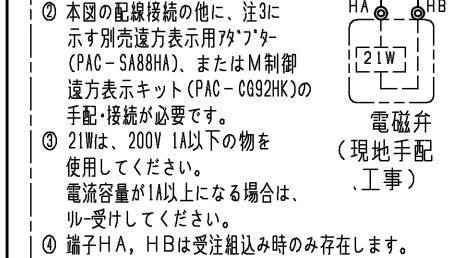 ② 本図の配線接続の他に、注3に
示す別売遠方表示用ｱﾀﾞﾌﾟﾀｰ
(PAC－SA88HA)、またはＭ制御
遠方表示キット(PAC－CG92HK)の
手配･接続が必要です。
③ 21Wは、200V 1A以下の物を
使用してください。
電流容量が1A以上になる場合は、
ﾘﾚｰ受けしてください。
④ 端子ＨＡ，ＨＢは受注組込み時のみ存在します。
HA HB
21W
電磁弁
(現地手配
、工事)